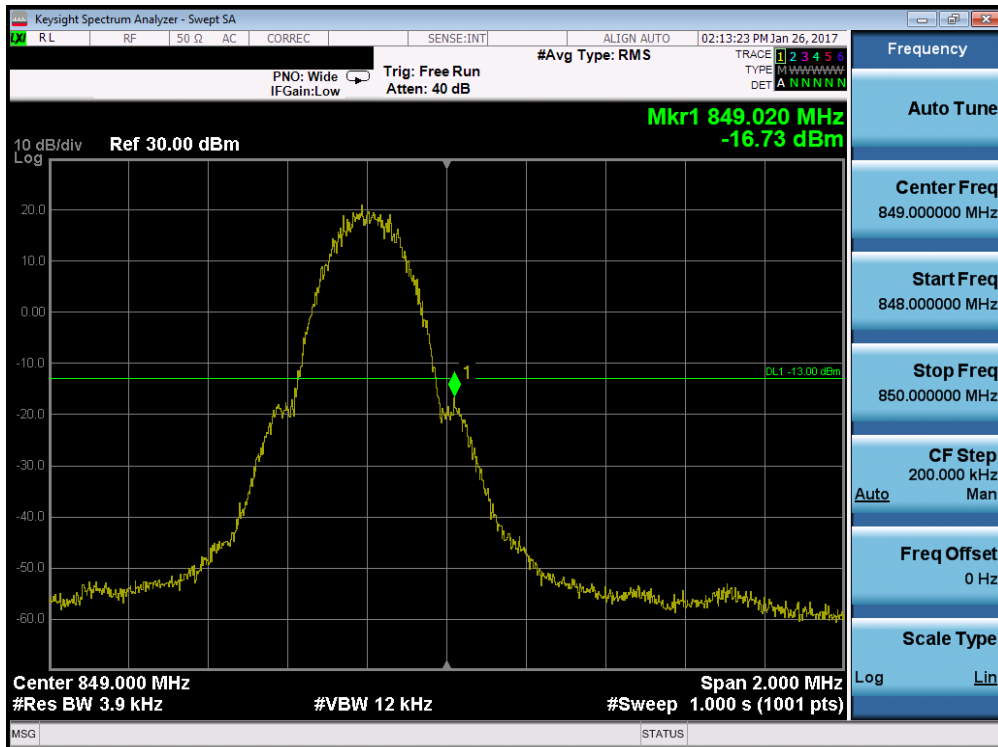 Keysight Spectrum Analyzer - Swept SA
LXI RL RF 50 Ω AC CORREC SENSE:INT ALIGN AUTO 02:13:23 PM Jan 26, 2017
#Avg Type: RMS TRACE 1 2 3 4 5 6
PNO: Wide Trig: Free Run TYPE M W W W W W
IFGain:Low Atten: 40 dB DET A N N N N N
Mkr1 849.020 MHz
-16.73 dBm
10 dB/div Ref 30.00 dBm
Log
20.0
10.0
0.00
-10.0
1
DL1 -13.00 dBm
-20.0
-30.0
-40.0
-50.0
-60.0
Center 849.000 MHz Span 2.000 MHz
#Res BW 3.9 kHz #VBW 12 kHz #Sweep 1.000 s (1001 pts)
MSG STATUS
Frequency
Auto Tune
Center Freq
849.000000 MHz
Start Freq
848.000000 MHz
Stop Freq
850.000000 MHz
CF Step
200.000 kHz
Auto Man
Freq Offset
0 Hz
Scale Type
Log Lin